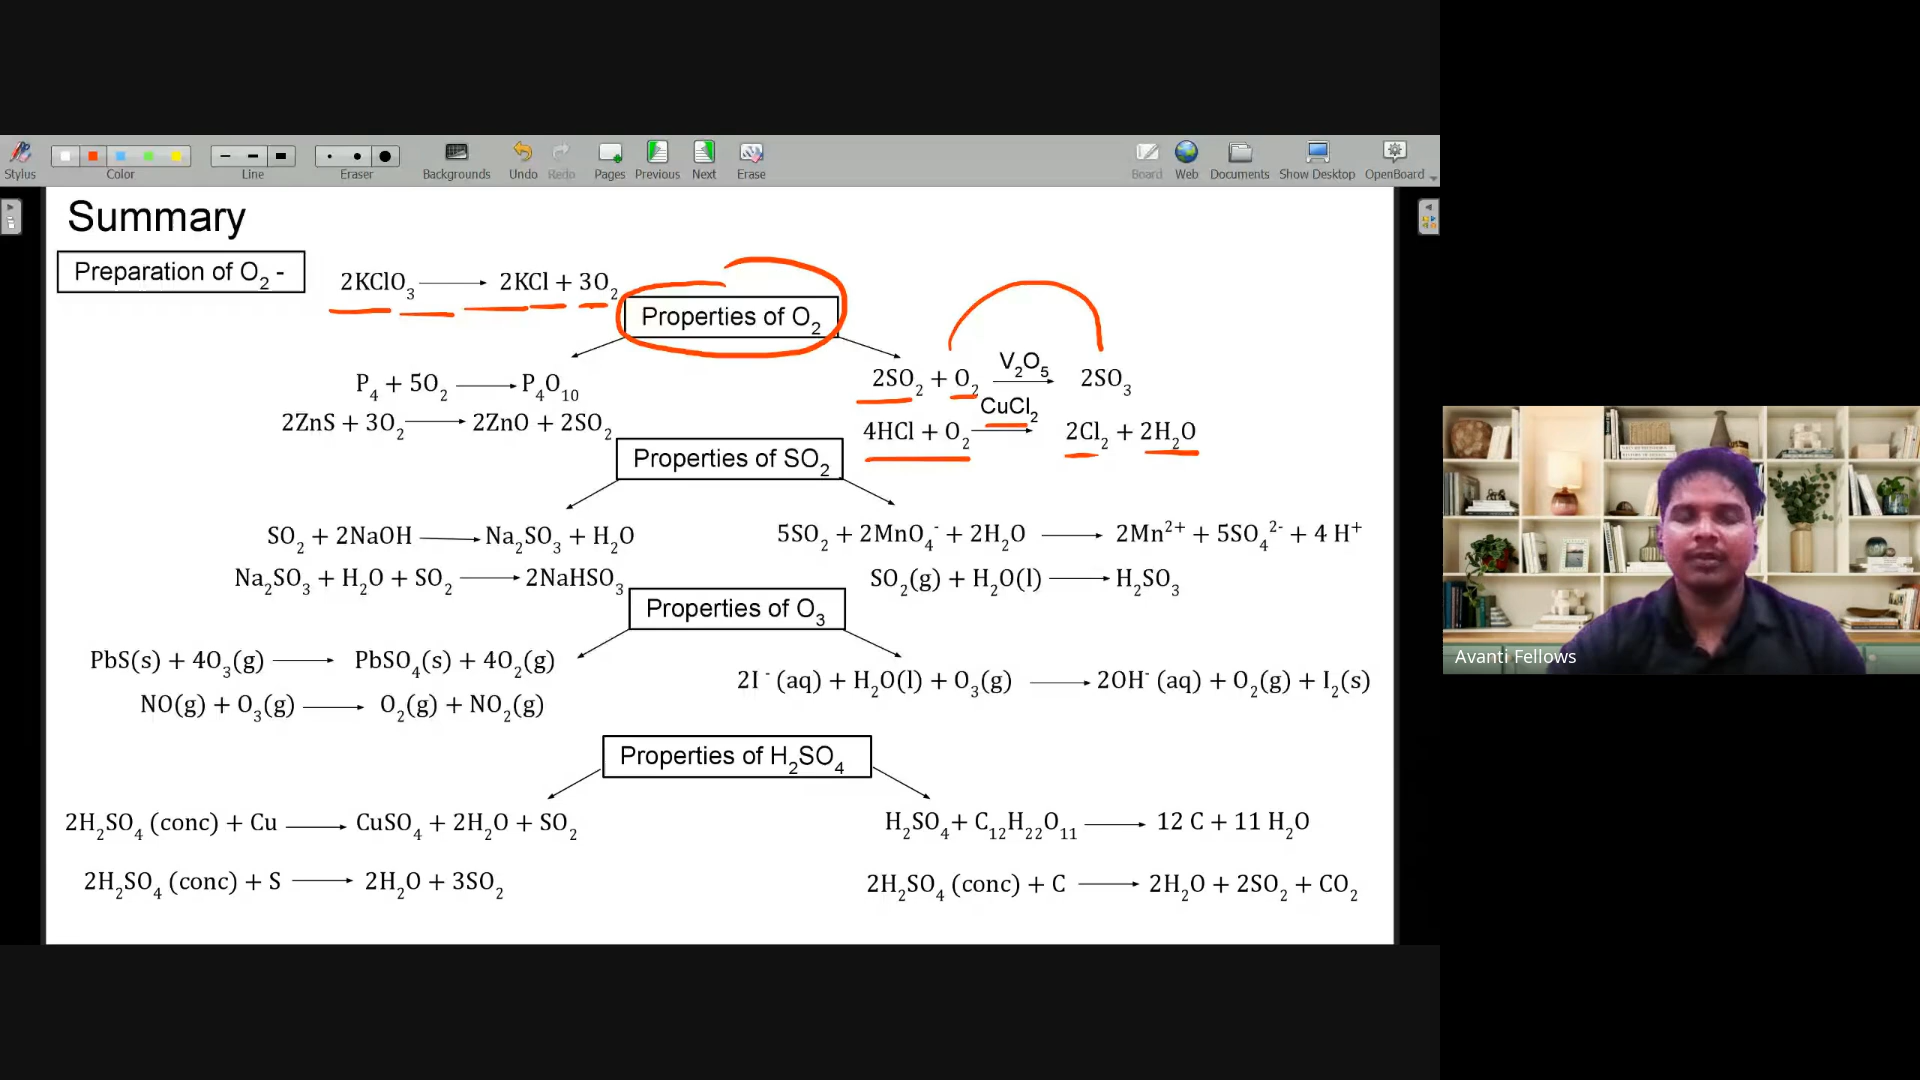 Stylus Color Line Eraser Backgrounds Undo Redo Pages Previous Next Erase Board Web Documents Show Desktop OpenBoard
Summary
Preparation of O₂ -
2KClO₃ ⟶ 2KCl + 3O₂
Properties of O₂
P₄ + 5O₂ ⟶ P₄O₁₀
2ZnS + 3O₂ ⟶ 2ZnO + 2SO₂
V₂O₅
2SO₂ + O₂ ⟶ 2SO₃
CuCl₂
4HCl + O₂ ⟶ 2Cl₂ + 2H₂O
Properties of SO₂
SO₂ + 2NaOH ⟶ Na₂SO₃ + H₂O
Na₂SO₃ + H₂O + SO₂ ⟶ 2NaHSO₃
5SO₂ + 2MnO₄⁻ + 2H₂O ⟶ 2Mn²⁺ + 5SO₄²⁻ + 4 H⁺
SO₂(g) + H₂O(l) ⟶ H₂SO₃
Properties of O₃
PbS(s) + 4O₃(g) ⟶ PbSO₄(s) + 4O₂(g)
NO(g) + O₃(g) ⟶ O₂(g) + NO₂(g)
2I⁻ (aq) + H₂O(l) + O₃(g) ⟶ 2OH⁻ (aq) + O₂(g) + I₂(s)
Properties of H₂SO₄
2H₂SO₄ (conc) + Cu ⟶ CuSO₄ + 2H₂O + SO₂
2H₂SO₄ (conc) + S ⟶ 2H₂O + 3SO₂
H₂SO₄+ C₁₂H₂₂O₁₁ ⟶ 12 C + 11 H₂O
2H₂SO₄ (conc) + C ⟶ 2H₂O + 2SO₂ + CO₂
Avanti Fellows